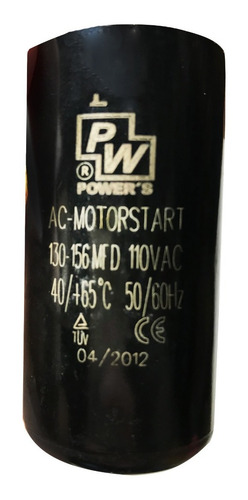 PW
® POWER'S
AC-MOTORSTART
130-156MFD 110VAC
40/+65°C 50/60Hz
TÜV CE
04/2012